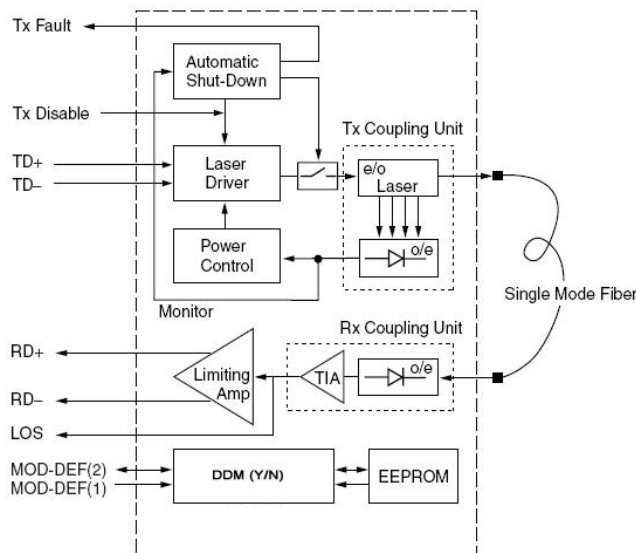 Tx Fault
Automatic
Shut-Down
Tx Disable
Tx Coupling Unit
TD+
TD–
Laser
Driver
e/o
Laser
Power
Control
o/e
Monitor
Single Mode Fiber
Rx Coupling Unit
RD+
RD–
LOS
Limiting
Amp
TIA
o/e
MOD-DEF(2)
MOD-DEF(1)
DDM (Y/N)
EEPROM